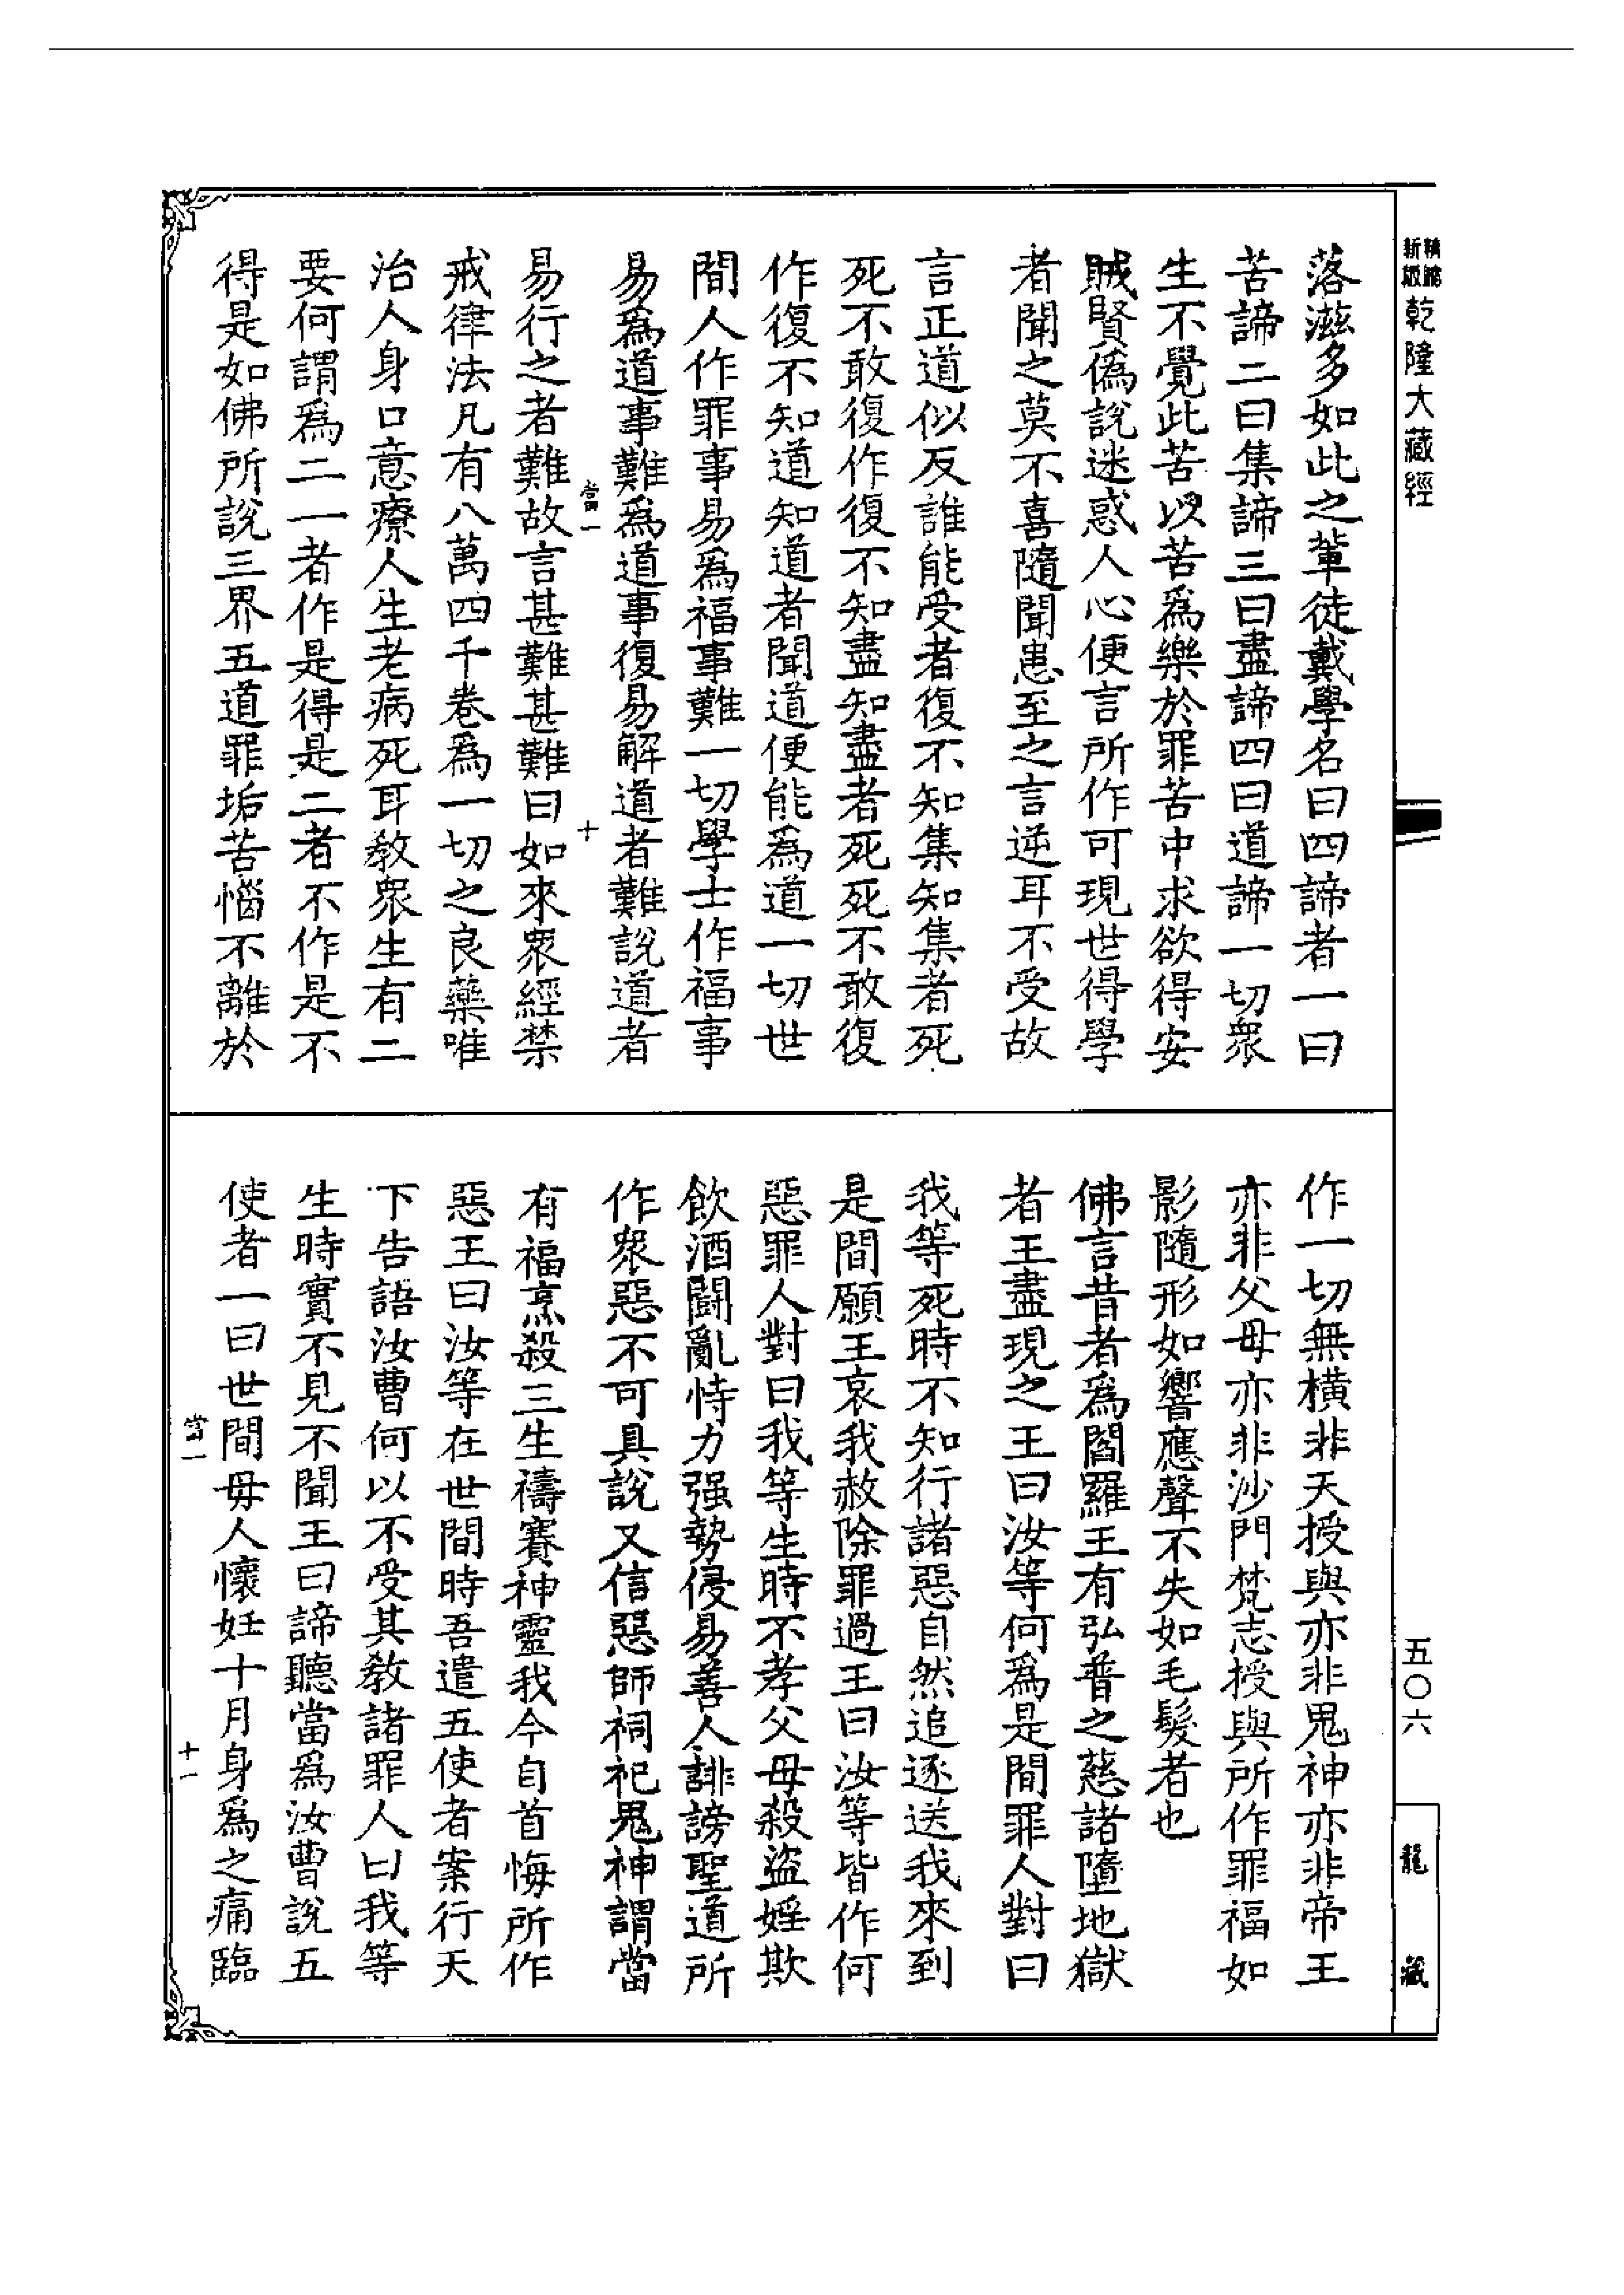 精縮新版乾隆大藏經
落滋多如此之輩徒戴學名曰四諦者一曰
苦諦二曰集諦三曰盡諦四曰道諦一切衆
生不覺此苦以苦爲樂於罪苦中求欲得安
賊賢僞說迷惑人心便言所作可現世得學
者聞之莫不喜隨聞患至之言逆耳不受故
言正道似反誰能受者復不知集知集者死
死不敢復作復不知盡知盡者死死不敢復
作復不知道知道者聞道便能爲道一切世
間人作罪事易爲福事難一切學士作福事
易爲道事難爲道事復易解道者難說道者
當一
十
易行之者難故言甚難甚難曰如來衆經禁
戒律法凡有八萬四千卷爲一切之良藥唯
治人身口意療人生老病死耳教衆生有二
要何謂爲二一者作是得是二者不作是不
得是如佛所說三界五道罪垢苦惱不離於
作一切無橫非天授與亦非鬼神亦非帝王
亦非父母亦非沙門梵志授與所作罪福如
影隨形如響應聲不失如毛髮者也
佛言昔者爲閻羅王有弘普之慈諸墮地獄
者王盡現之王曰汝等何爲是間罪人對曰
我等死時不知行諸惡自然追逐送我來到
是間願王哀我赦除罪過王曰汝等皆作何
惡罪人對曰我等生時不孝父母殺盜婬欺
飲酒鬪亂恃力强勢侵易善人誹謗聖道所
作衆惡不可具說又信惡師祠祀鬼神謂當
有福烹殺三生禱賽神靈我今自首悔所作
惡王曰汝等在世間時吾遣五使者案行天
下告語汝曹何以不受其教諸罪人曰我等
生時實不見不聞王曰諦聽當爲汝曹說五
使者一曰世間母人懷妊十月身爲之痛臨
當一
十一
五〇六
龍藏